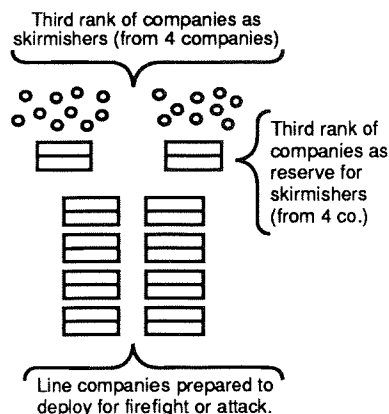 Third rank of companies as
skirmishers (from 4 companies)
Third rank of
companies as
reserve for
skirmishers
(from 4 co.)
Line companies prepared to
deploy for firefight or attack.